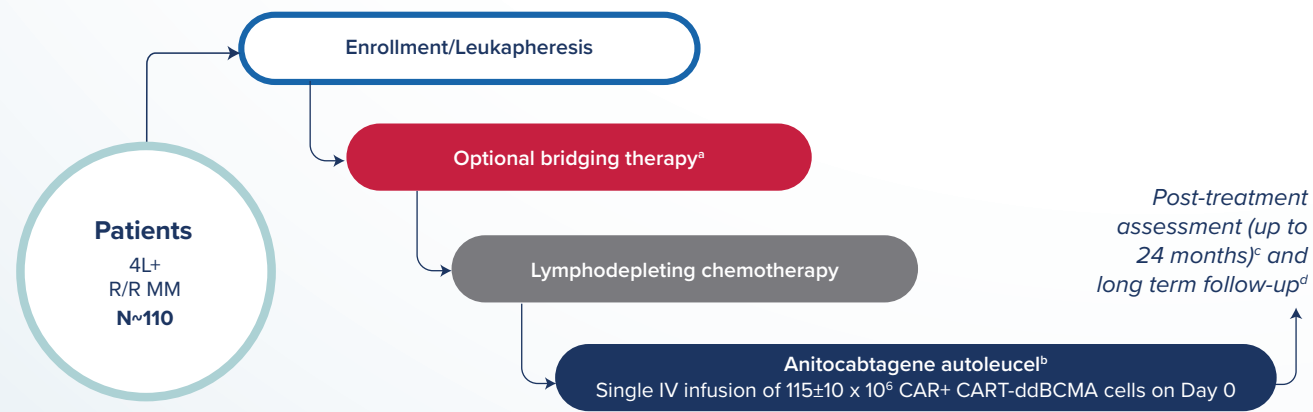 Enrollment/Leukapheresis
Optional bridging therapyᵃ
Patients
4L+
R/R MM
N~110
Lymphodepleting chemotherapy
Anitocabtagene autoleucelᵇ
Single IV infusion of 115±10 x 10⁶ CAR+ CART-ddBCMA cells on Day 0
Post-treatment
assessment (up to
24 months)ᶜ and
long term follow-upᵈ